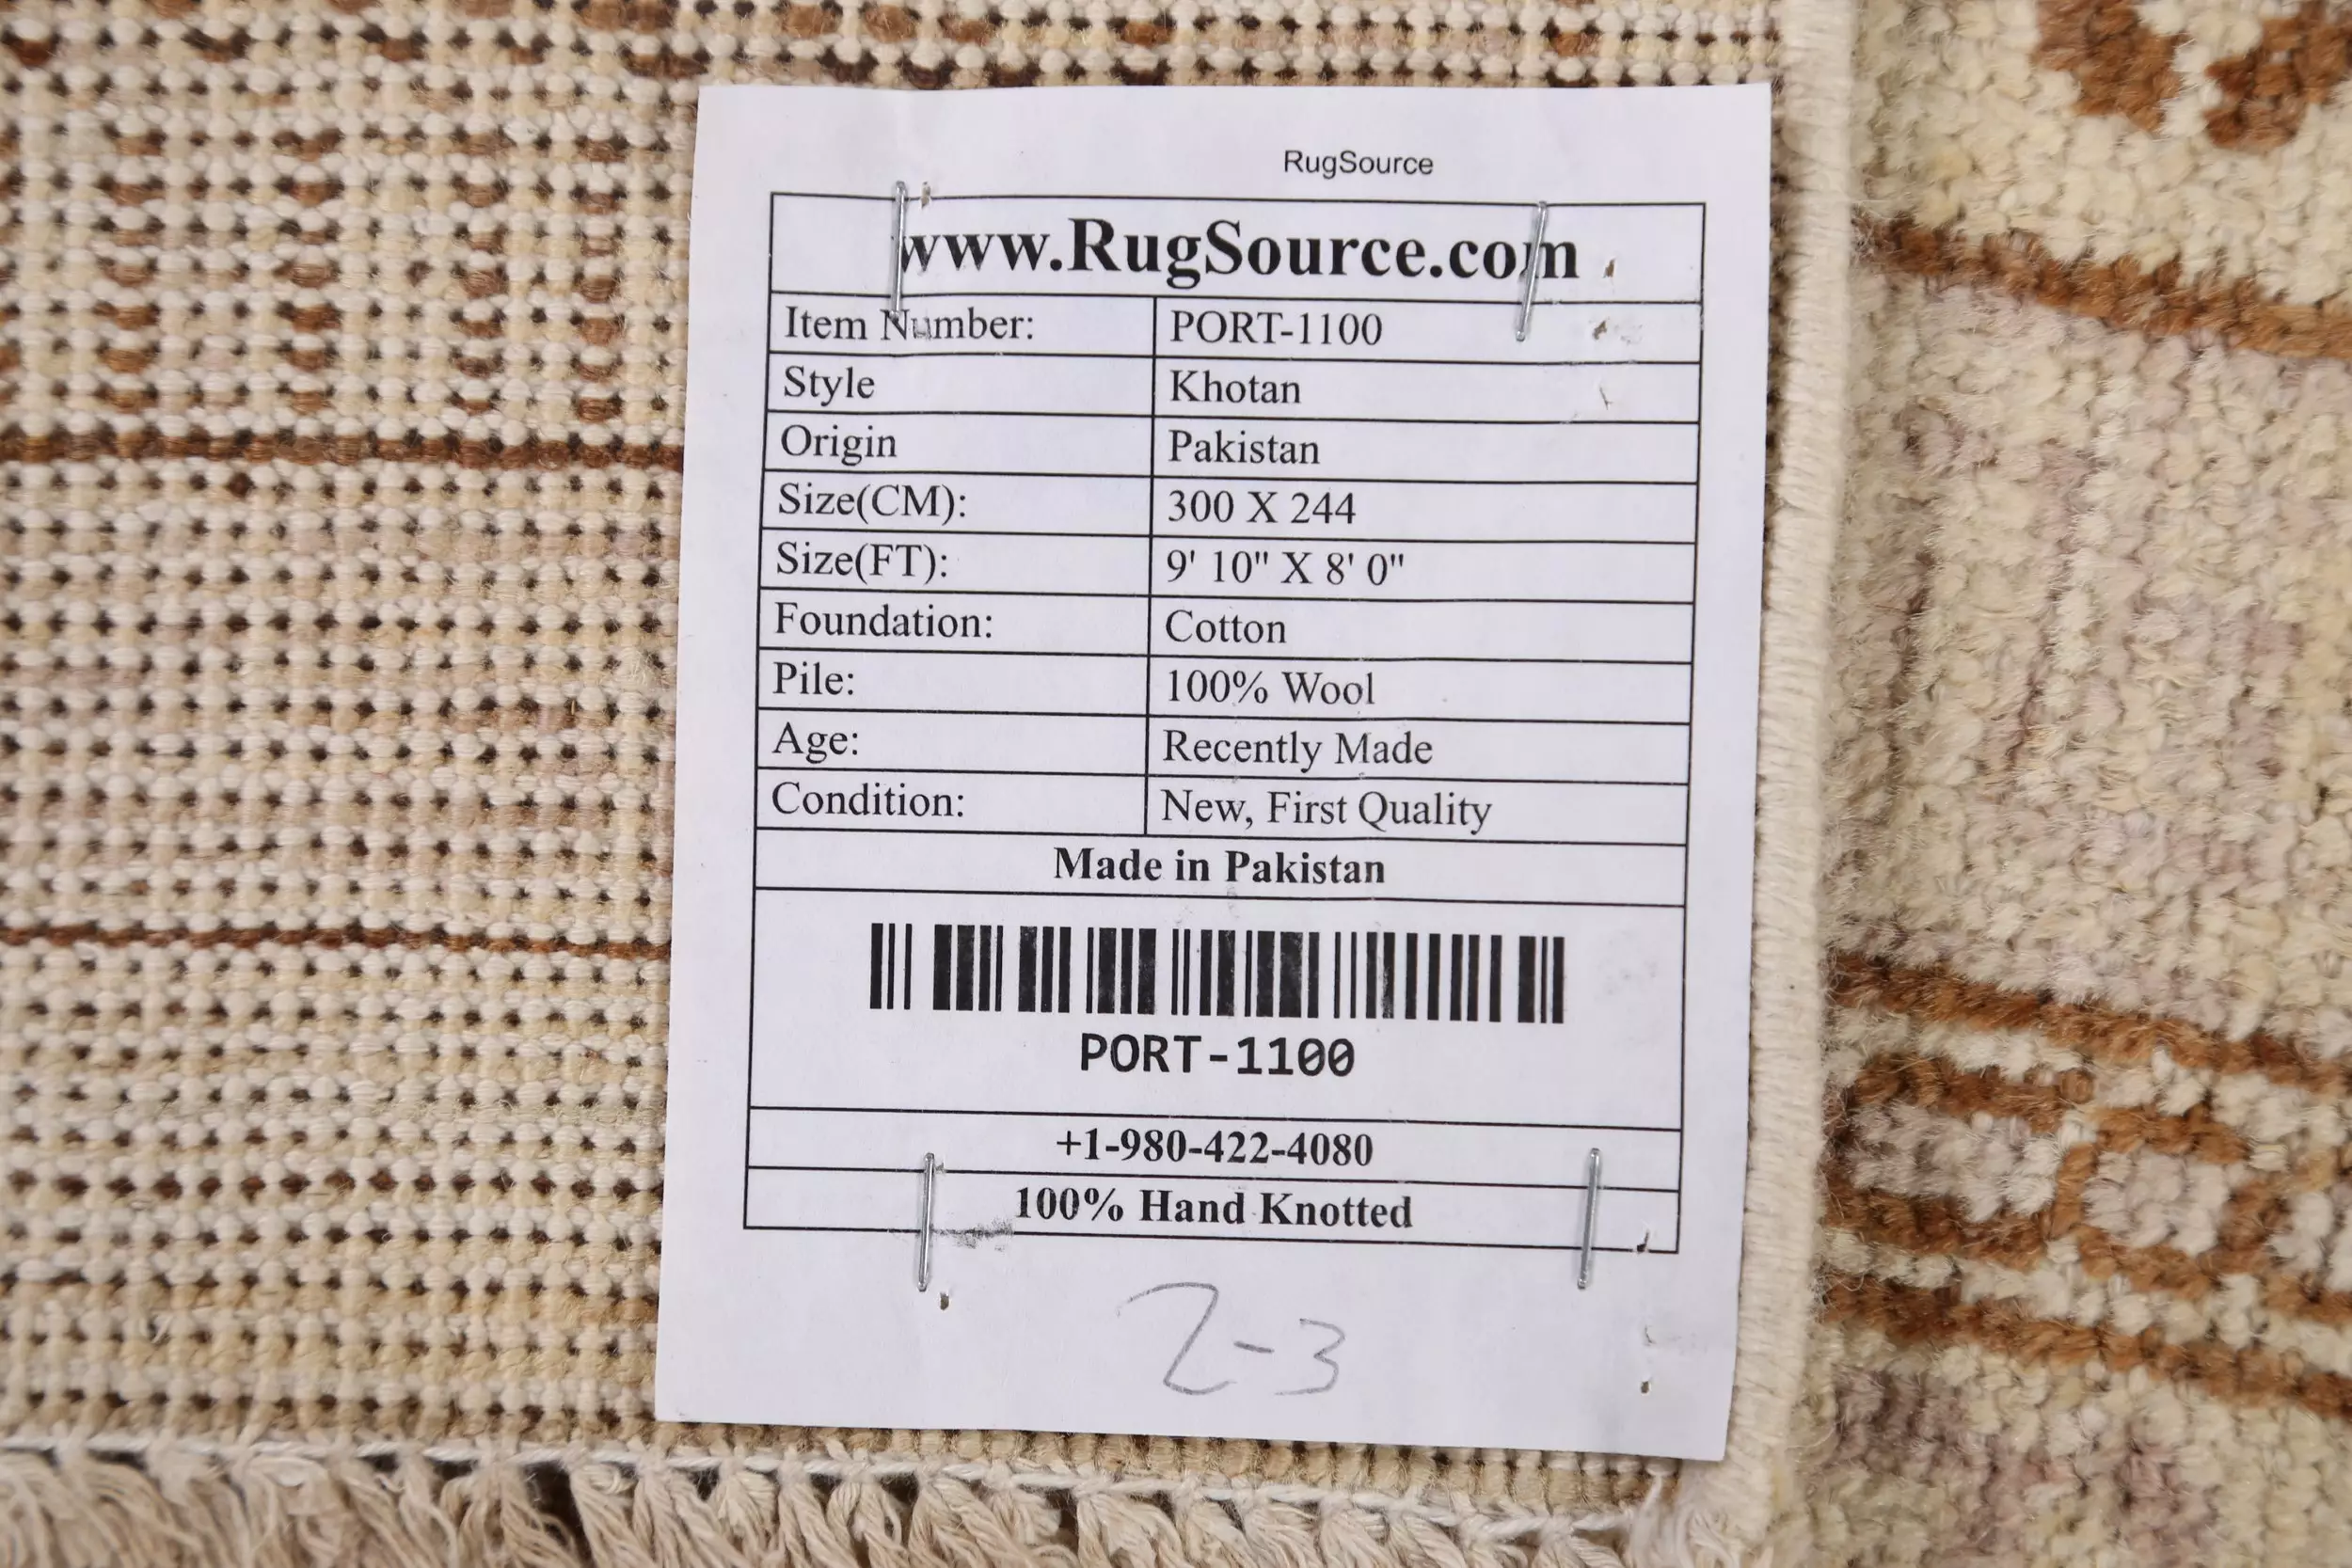 RugSource
www.RugSource.com
Item Number: PORT-1100
Style Khotan
Origin Pakistan
Size(CM): 300 X 244
Size(FT): 9' 10" X 8' 0"
Foundation: Cotton
Pile: 100% Wool
Age: Recently Made
Condition: New, First Quality
Made in Pakistan
PORT-1100
+1-980-422-4080
100% Hand Knotted
2-3